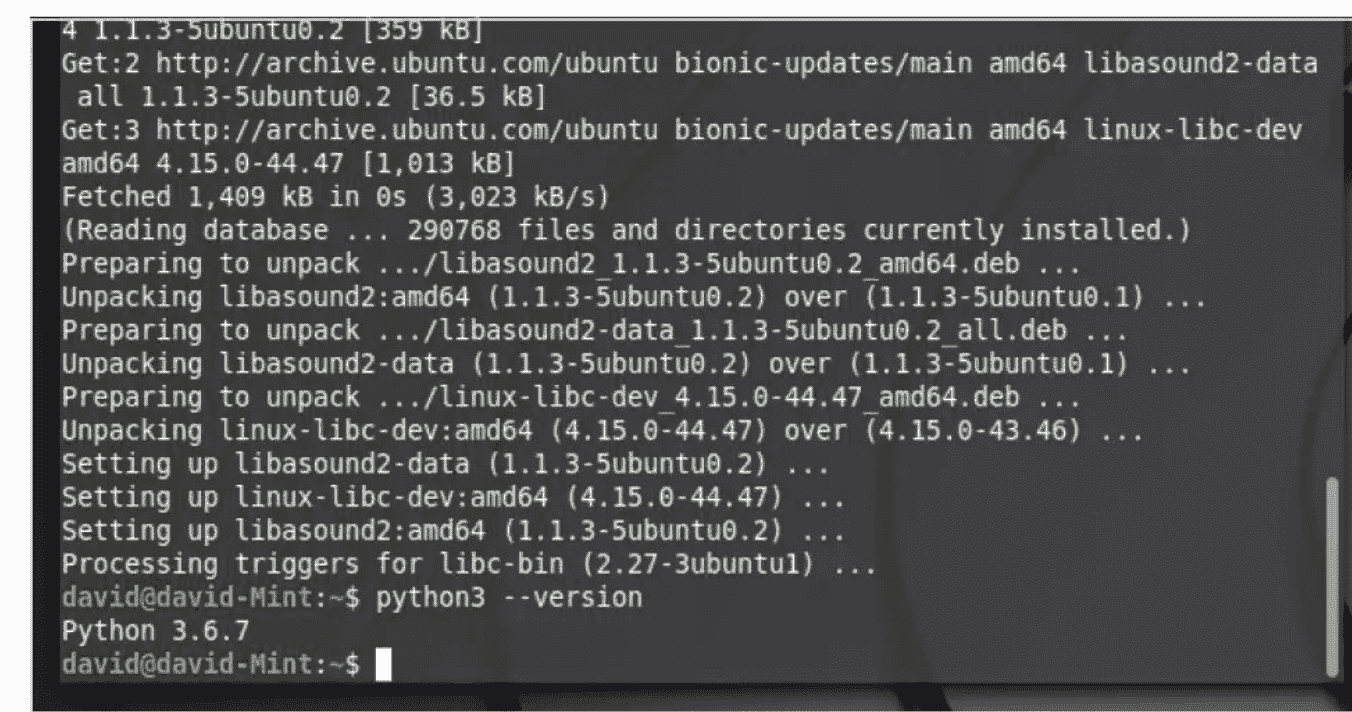 4 1.1.3-5ubuntu0.2 [359 kB]
Get:2 http://archive.ubuntu.com/ubuntu bionic-updates/main amd64 libasound2-data
 all 1.1.3-5ubuntu0.2 [36.5 kB]
Get:3 http://archive.ubuntu.com/ubuntu bionic-updates/main amd64 linux-libc-dev
amd64 4.15.0-44.47 [1,013 kB]
Fetched 1,409 kB in 0s (3,023 kB/s)
(Reading database ... 290768 files and directories currently installed.)
Preparing to unpack .../libasound2_1.1.3-5ubuntu0.2_amd64.deb ...
Unpacking libasound2:amd64 (1.1.3-5ubuntu0.2) over (1.1.3-5ubuntu0.1) ...
Preparing to unpack .../libasound2-data_1.1.3-5ubuntu0.2_all.deb ...
Unpacking libasound2-data (1.1.3-5ubuntu0.2) over (1.1.3-5ubuntu0.1) ...
Preparing to unpack .../linux-libc-dev_4.15.0-44.47_amd64.deb ...
Unpacking linux-libc-dev:amd64 (4.15.0-44.47) over (4.15.0-43.46) ...
Setting up libasound2-data (1.1.3-5ubuntu0.2) ...
Setting up linux-libc-dev:amd64 (4.15.0-44.47) ...
Setting up libasound2:amd64 (1.1.3-5ubuntu0.2) ...
Processing triggers for libc-bin (2.27-3ubuntu1) ...
david@david-Mint:~$ python3 --version
Python 3.6.7
david@david-Mint:~$